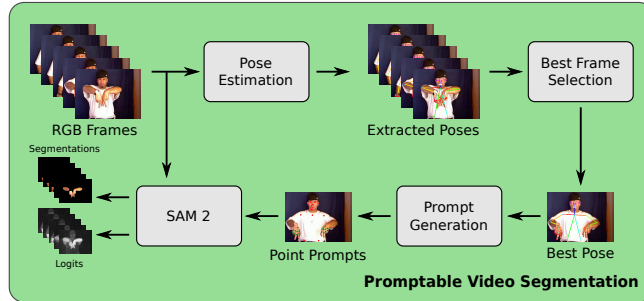 Pose
Estimation
Best Frame
Selection
RGB Frames
Extracted Poses
Segmentations
SAM 2
Prompt
Generation
Logits
Point Prompts
Best Pose
Promptable Video Segmentation